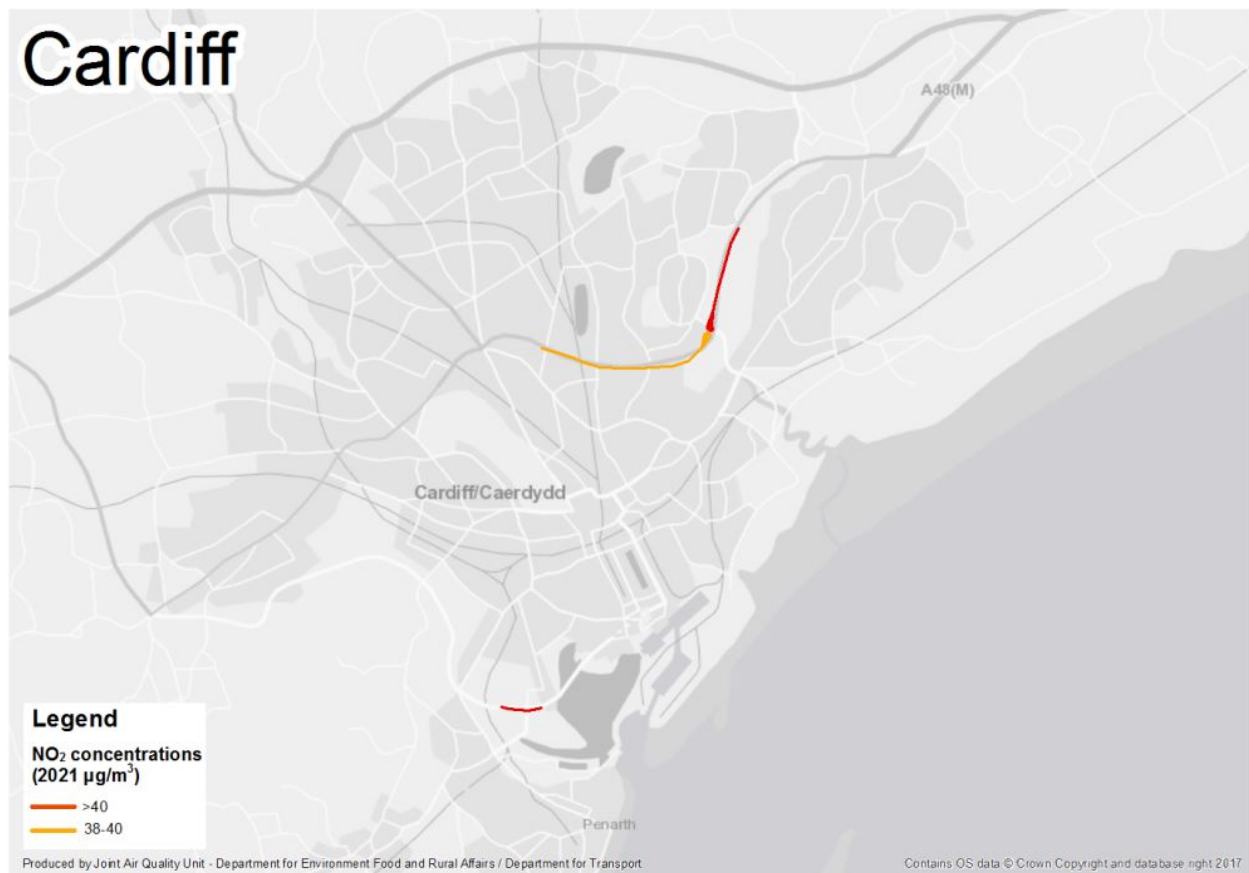 Cardiff
A48(M)
Cardiff/Caerdydd
Legend
NO₂ concentrations
(2021 µg/m³)
>40
38-40
Penarth
Produced by Joint Air Quality Unit - Department for Environment Food and Rural Affairs / Department for Transport
Contains OS data © Crown Copyright and database right 2017